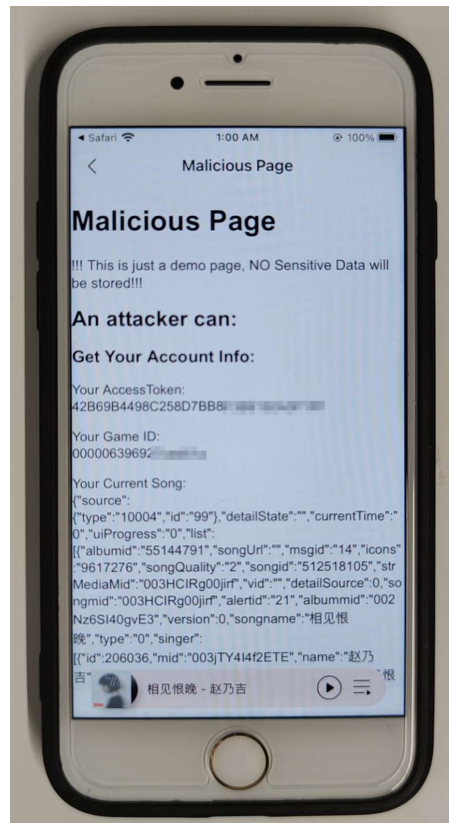 Safari
1:00 AM
100%
Malicious Page
Malicious Page
!!! This is just a demo page, NO Sensitive Data will
be stored!!!
An attacker can:
Get Your Account Info:
Your AccessToken:
42B69B4498C258D7BB8
Your Game ID:
00000639692
Your Current Song:
{"source":
{"type":"10004","id":"99"},"detailState":"","currentTime":"
0","uiProgress":"0","list":
[{"albumid":"55144791","songUrl":"","msgid":"14","icons"
:"9617276","songQuality":"2","songid":"512518105","str
MediaMid":"003HCIRg00jirf","vid":"","detailSource":0,"so
ngmid":"003HCIRg00jirf","alertid":"21","albummid":"002
Nz6SI40gvE3","version":0,"songname":"相见恨
晚","type":"0","singer":
[{"id":206036,"mid":"003jTY4I4f2ETE","name":"赵乃
吉" 恨
相见恨晚 - 赵乃吉